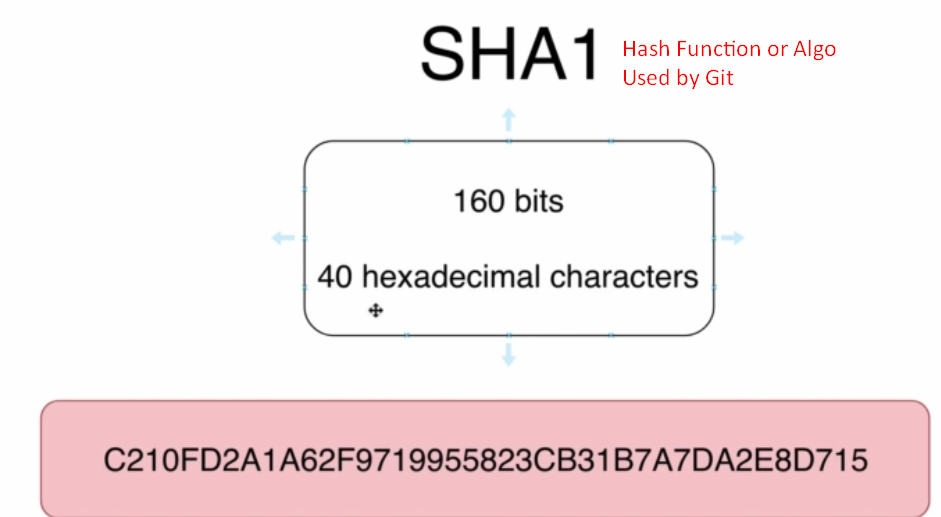 SHA1
Hash Function or Algo
Used by Git
160 bits
40 hexadecimal characters
C210FD2A1A62F9719955823CB31B7A7DA2E8D715